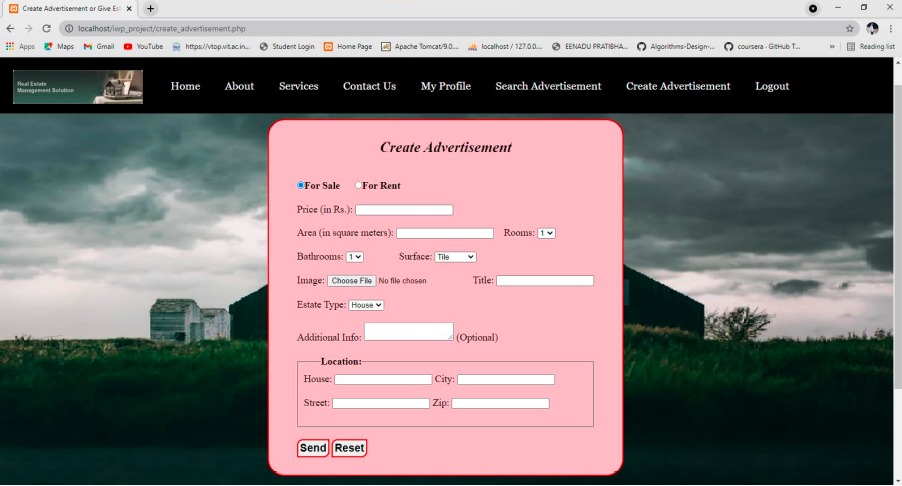 Create Advertisement or Give Est
localhost/iwp_project/create_advertisement.php
Apps Maps Gmail YouTube https://vtop.vit.ac.in... Student Login Home Page Apache Tomcat/9.0.... localhost / 127.0.0.... EENADU PRATIBHA... Algorithms-Design-... coursera · GitHub T... » Reading list
Real Estate
Management Solution
Home About Services Contact Us My Profile Search Advertisement Create Advertisement Logout
Create Advertisement
For Sale For Rent
Price (in Rs.):
Area (in square meters): Rooms: 1
Bathrooms: 1 Surface: Tile
Image: Choose File No file chosen Title:
Estate Type: House
Additional Info: (Optional)
Location:
House: City:
Street: Zip:
Send Reset